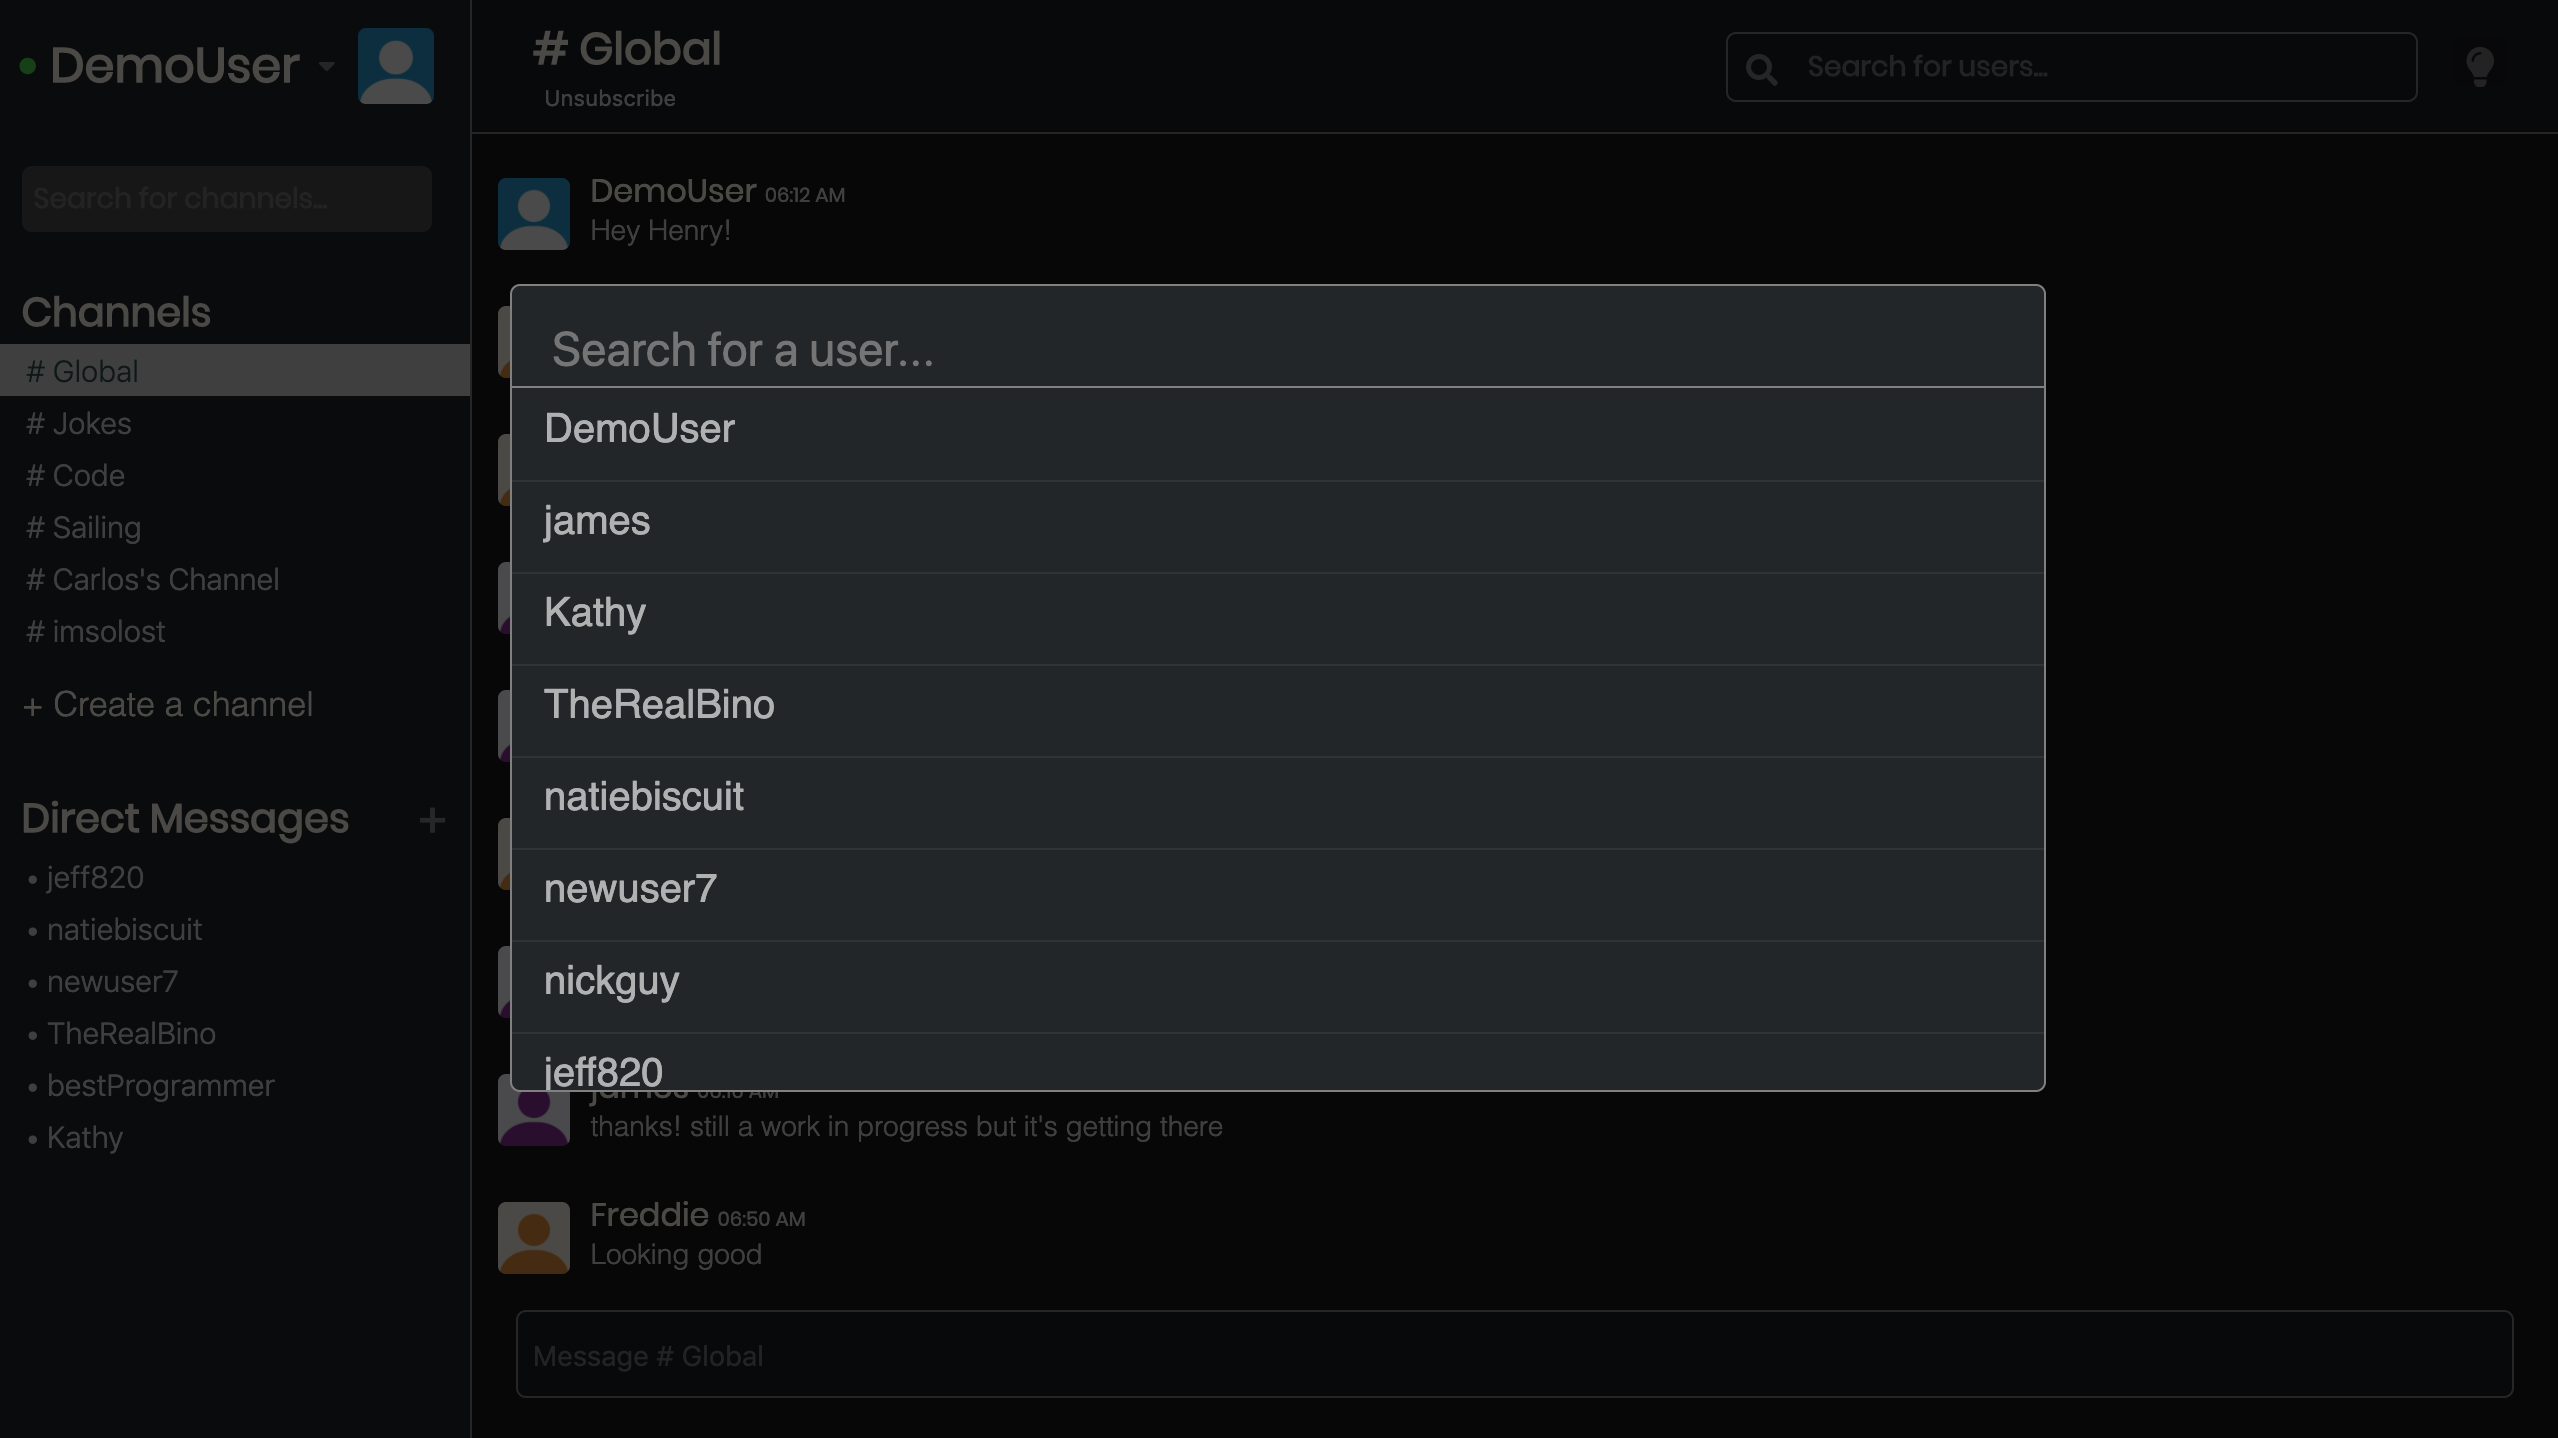 DemoUser
Search for channels...
Channels
# Global
# Jokes
# Code
# Sailing
# Carlos's Channel
# imsolost
+ Create a channel
Direct Messages +
• jeff820
• natiebiscuit
• newuser7
• TheRealBino
• bestProgrammer
• Kathy
# Global
Unsubscribe
Search for users...
DemoUser 06:12 AM
Hey Henry!
Search for a user...
DemoUser
james
Kathy
TheRealBino
natiebiscuit
newuser7
nickguy
jeff820
thanks! still a work in progress but it's getting there
Freddie 06:50 AM
Looking good
Message # Global